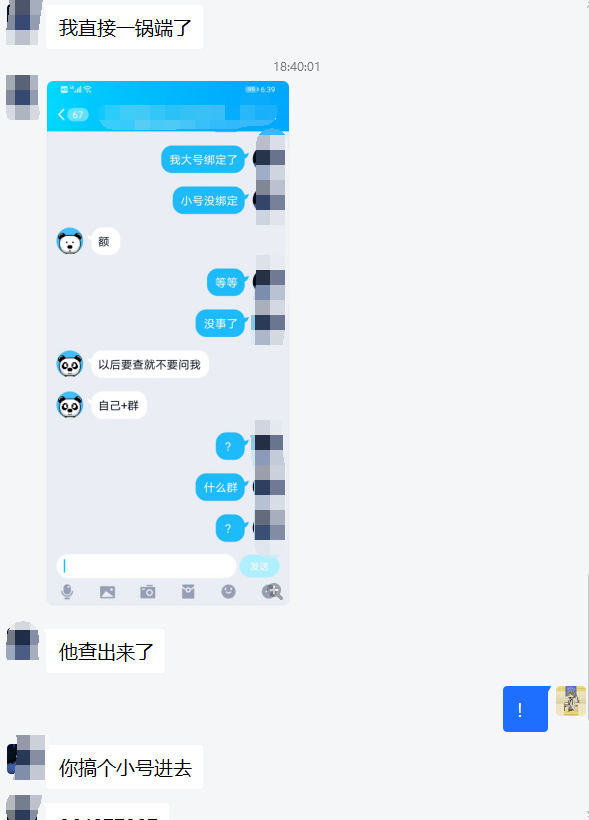 我直接一锅端了
18:40:01
6:39
67
我大号绑定了
小号没绑定
额
等等
没事了
以后要查就不要问我
自己+群
?
什么群
?
发送
他查出来了
！
你搞个小号进去